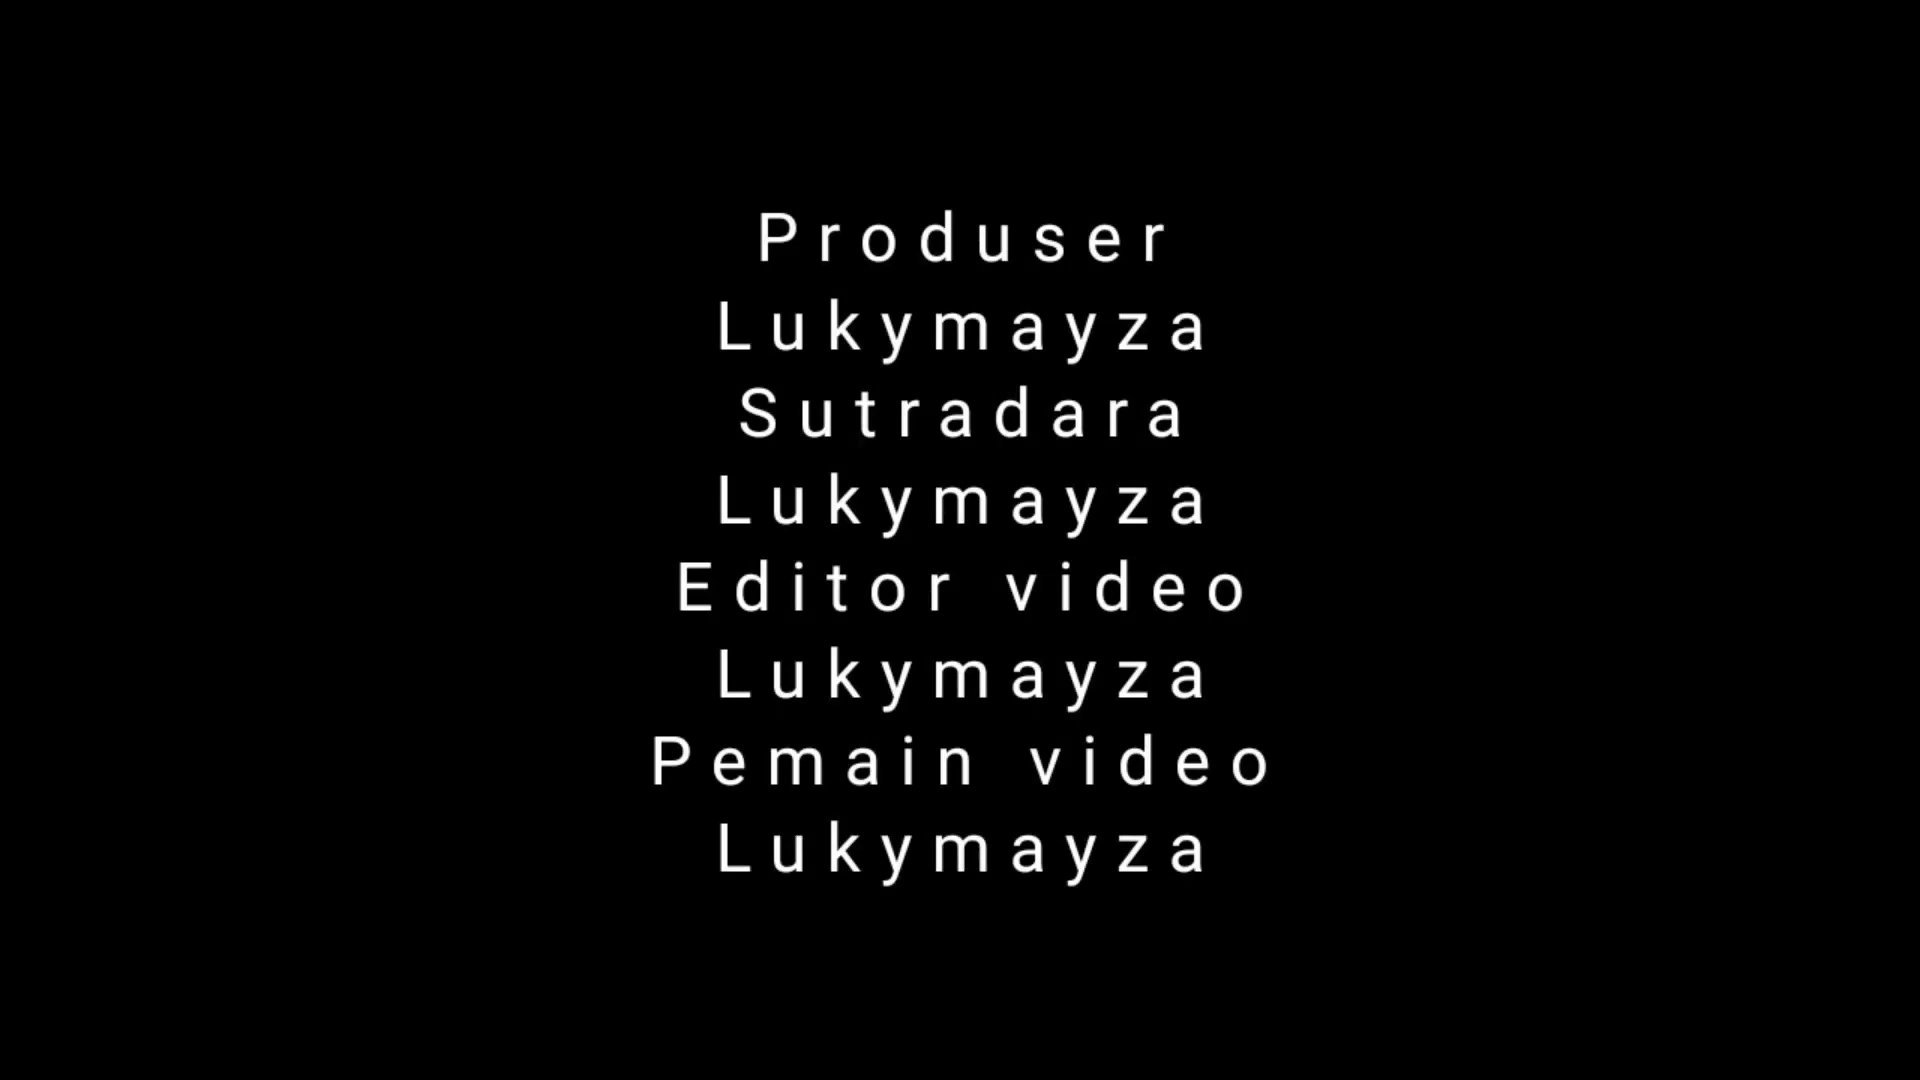 Produser
Lukymayza
Sutradara
Lukymayza
Editor video
Lukymayza
Pemain video
Lukymayza